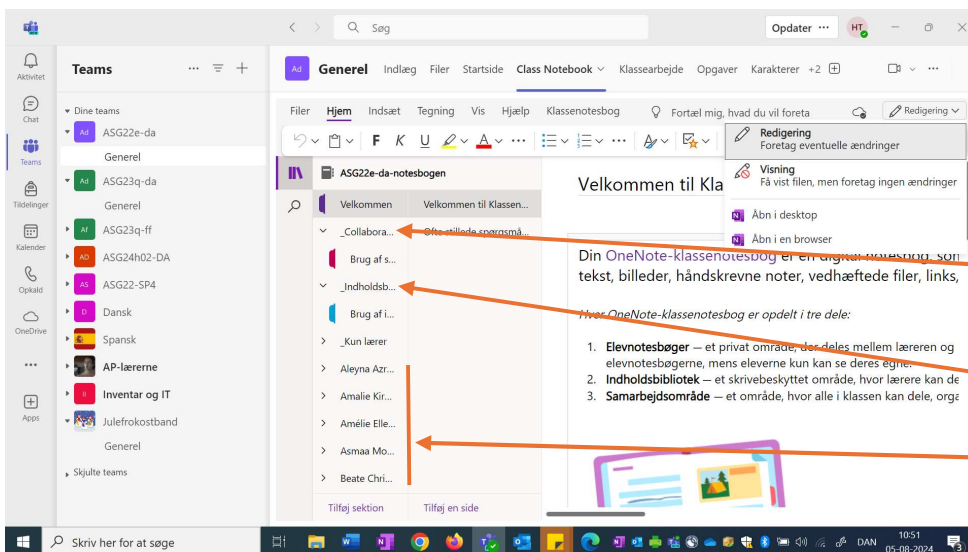 Søg
Opdater ...
HT
Aktivitet
Chat
Teams
Tildelinger
Kalender
Opkald
OneDrive
...
Apps
Teams
Dine teams
Ad ASG22e-da
Generel
Ad ASG23q-da
Generel
Af ASG23q-ff
AD ASG24h02-DA
AS ASG22-SP4
D Dansk
Spansk
AP-lærerne
II Inventar og IT
Julefrokostband
Generel
Skjulte teams
Ad Generel Indlæg Filer Startside Class Notebook Klassearbejde Opgaver Karakterer +2
Filer Hjem Indsæt Tegning Vis Hjælp Klassenotesbog Fortæl mig, hvad du vil foreta Redigering
F K U A
Redigering
Foretag eventuelle ændringer
Visning
Få vist filen, men foretag ingen ændringer
Åbn i desktop
Åbn i en browser
ASG22e-da-notesbogen
Velkommen Velkommen til Klassen...
_Collabora... Ofte stillede spørgsmå...
Brug af s...
_Indholdsb...
Brug af i...
_Kun lærer
Aleyna Azr...
Amalie Kir...
Amélie Elle...
Asmaa Mo...
Beate Chri...
Tilføj sektion Tilføj en side
Velkommen til Kla
Din OneNote-klassenotesbog er en digital notesbog, som
tekst, billeder, håndskrevne noter, vedhæftede filer, links,
Hver OneNote-klassenotesbog er opdelt i tre dele:
1. Elevnotesbøger — et privat område, der deles mellem læreren og
elevnotesbøgerne, mens eleverne kun kan se deres egne.
2. Indholdsbibliotek — et skrivebeskyttet område, hvor lærere kan de
3. Samarbejdsområde — et område, hvor alle i klassen kan dele, orga
Skriv her for at søge
DAN
10:51
05-08-2024